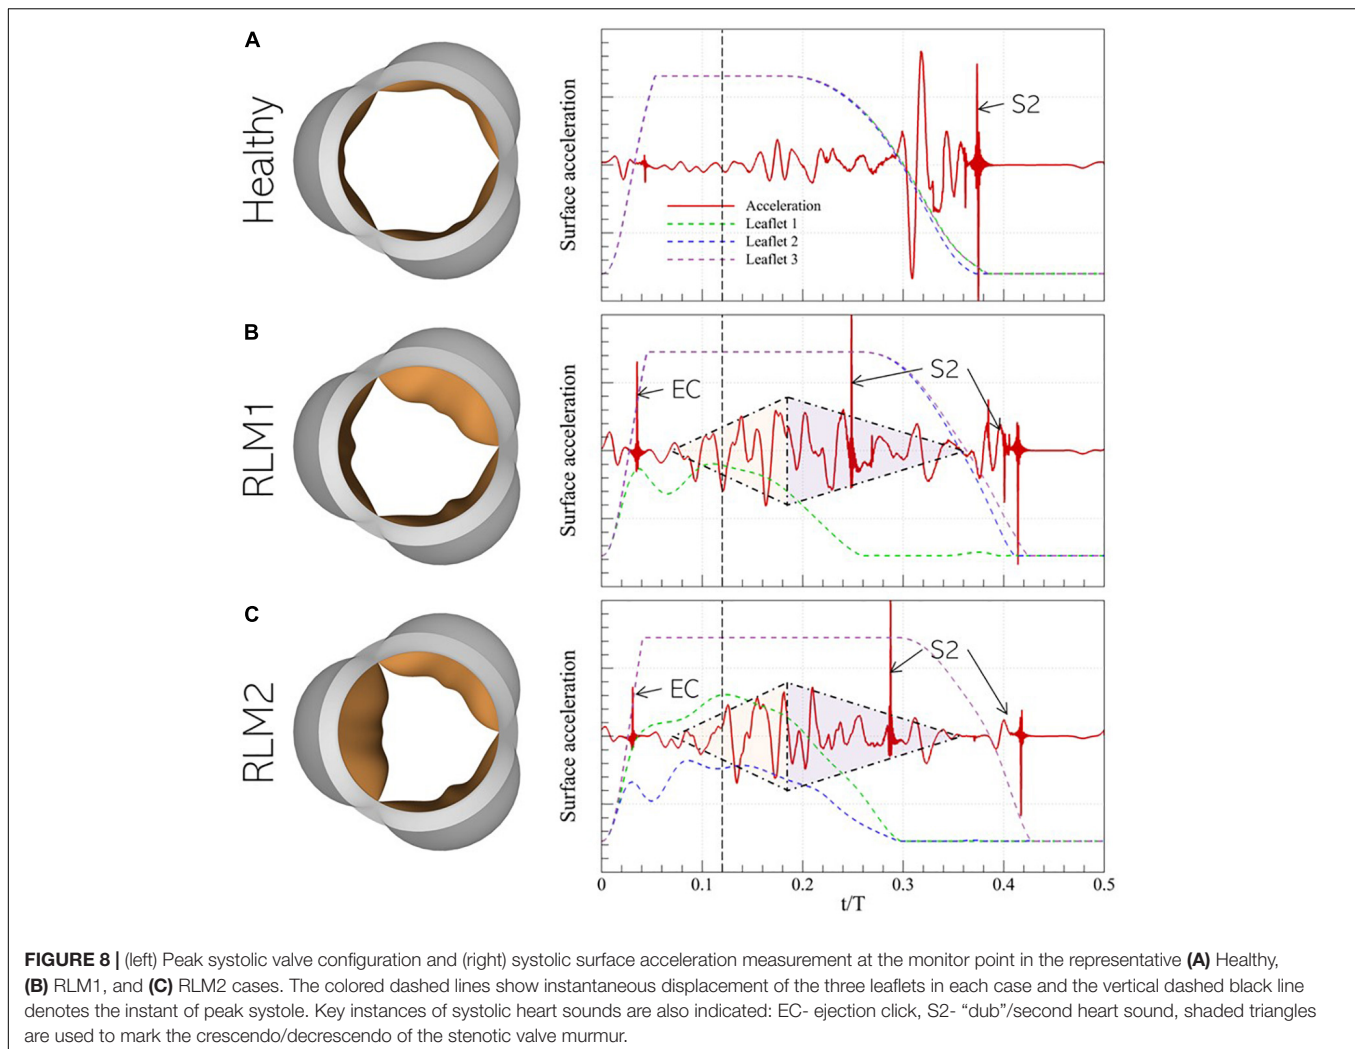 A
Healthy
Surface acceleration
S2
Acceleration
Leaflet 1
Leaflet 2
Leaflet 3
B
RLM1
Surface acceleration
EC
S2
C
RLM2
Surface acceleration
EC
S2
0 0.1 0.2 0.3 0.4 0.5
t/T
FIGURE 8 | (left) Peak systolic valve configuration and (right) systolic surface acceleration measurement at the monitor point in the representative (A) Healthy,
(B) RLM1, and (C) RLM2 cases. The colored dashed lines show instantaneous displacement of the three leaflets in each case and the vertical dashed black line
denotes the instant of peak systole. Key instances of systolic heart sounds are also indicated: EC- ejection click, S2- “dub”/second heart sound, shaded triangles
are used to mark the crescendo/decrescendo of the stenotic valve murmur.